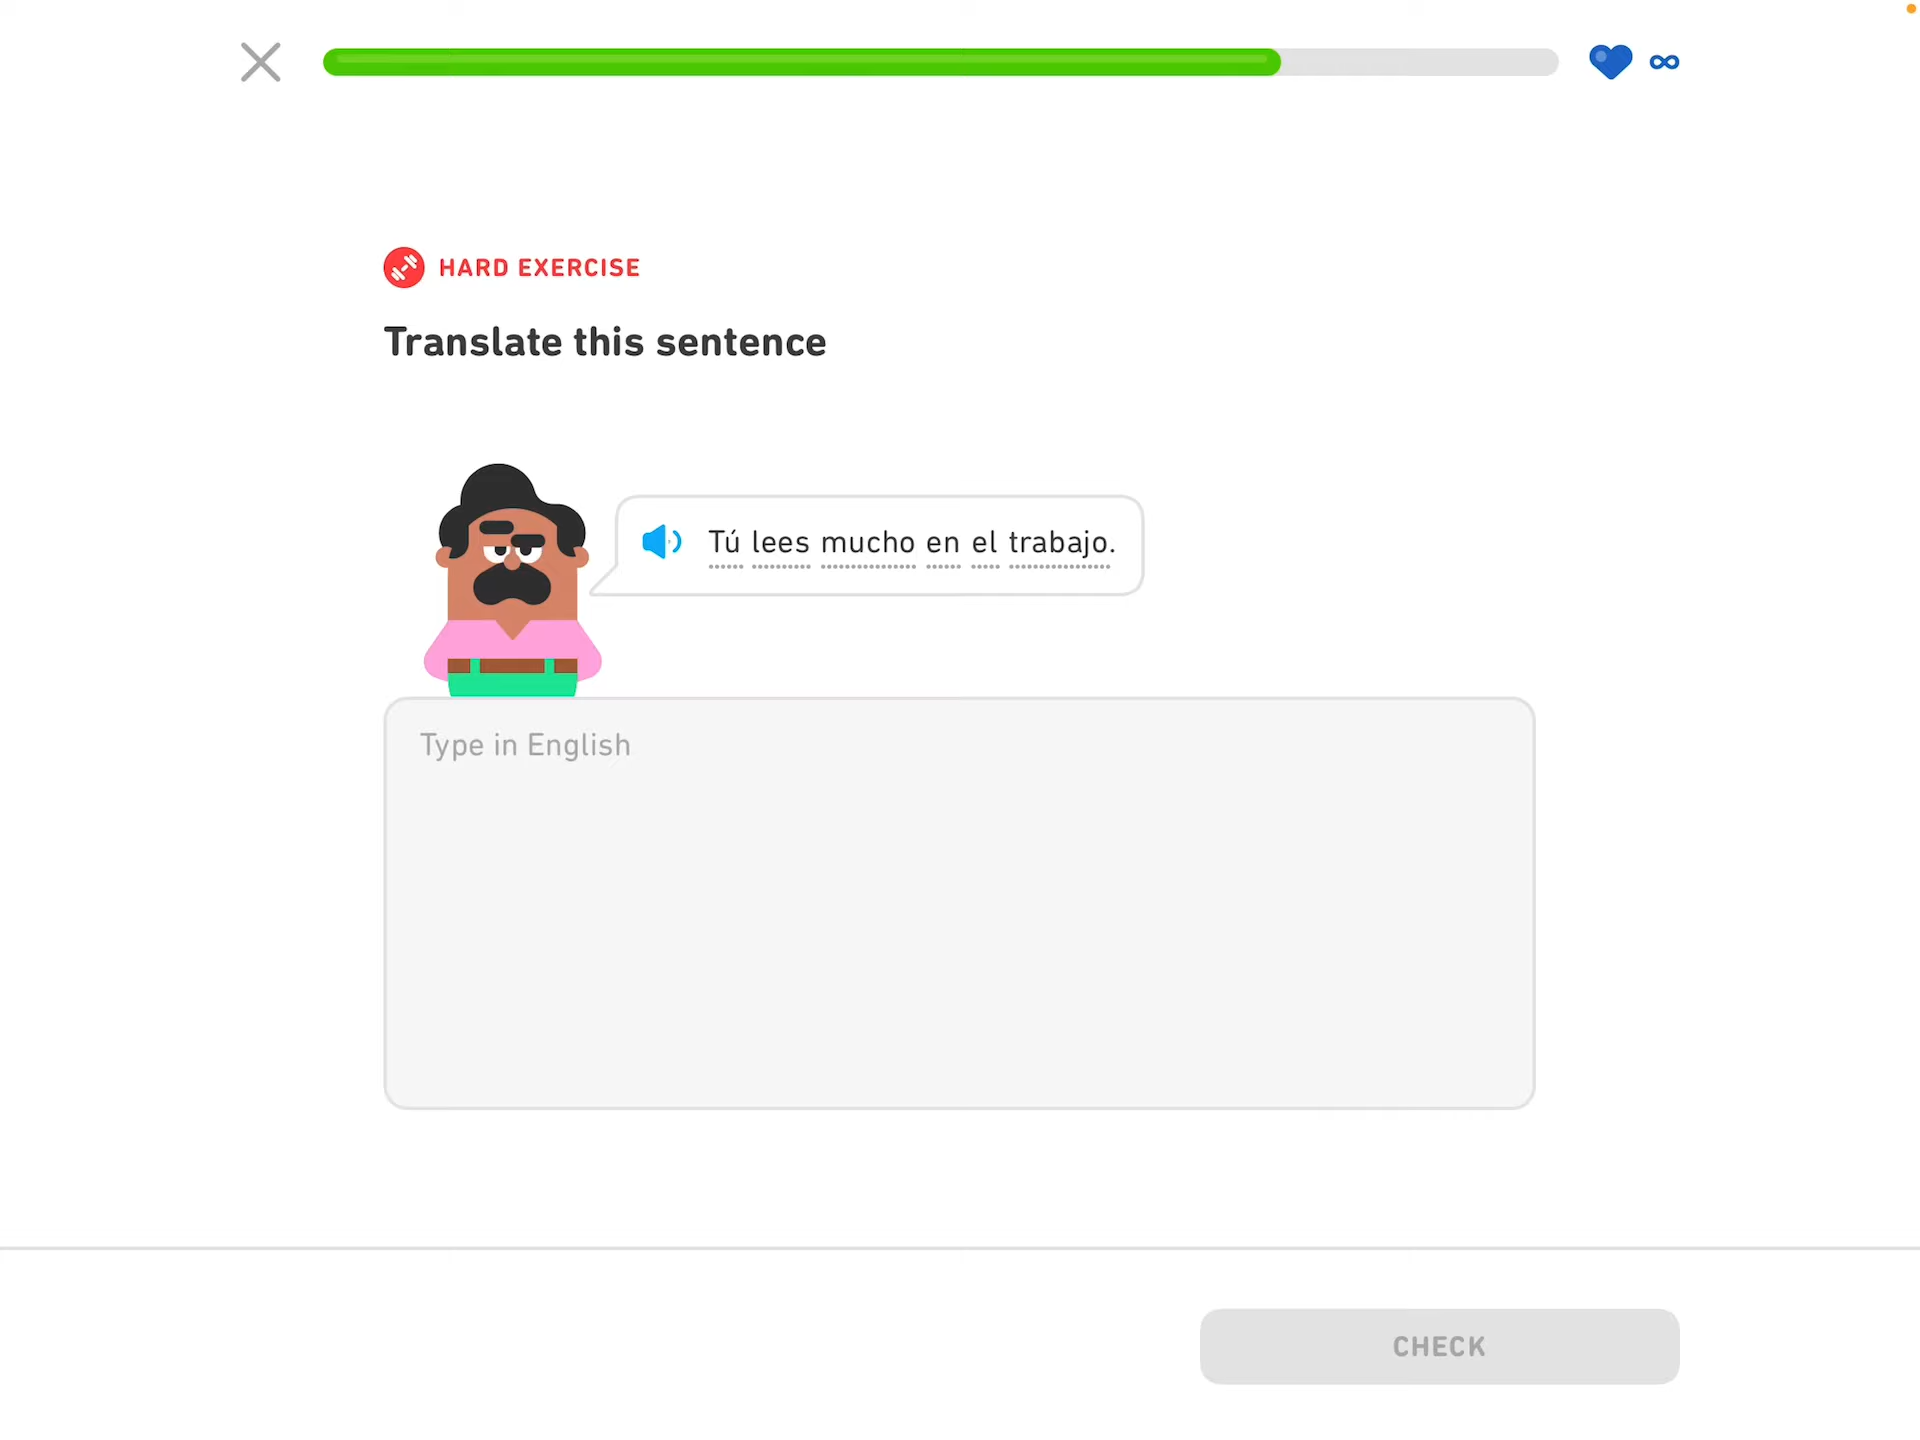 HARD EXERCISE
Translate this sentence
Tú lees mucho en el trabajo.
Type in English
CHECK